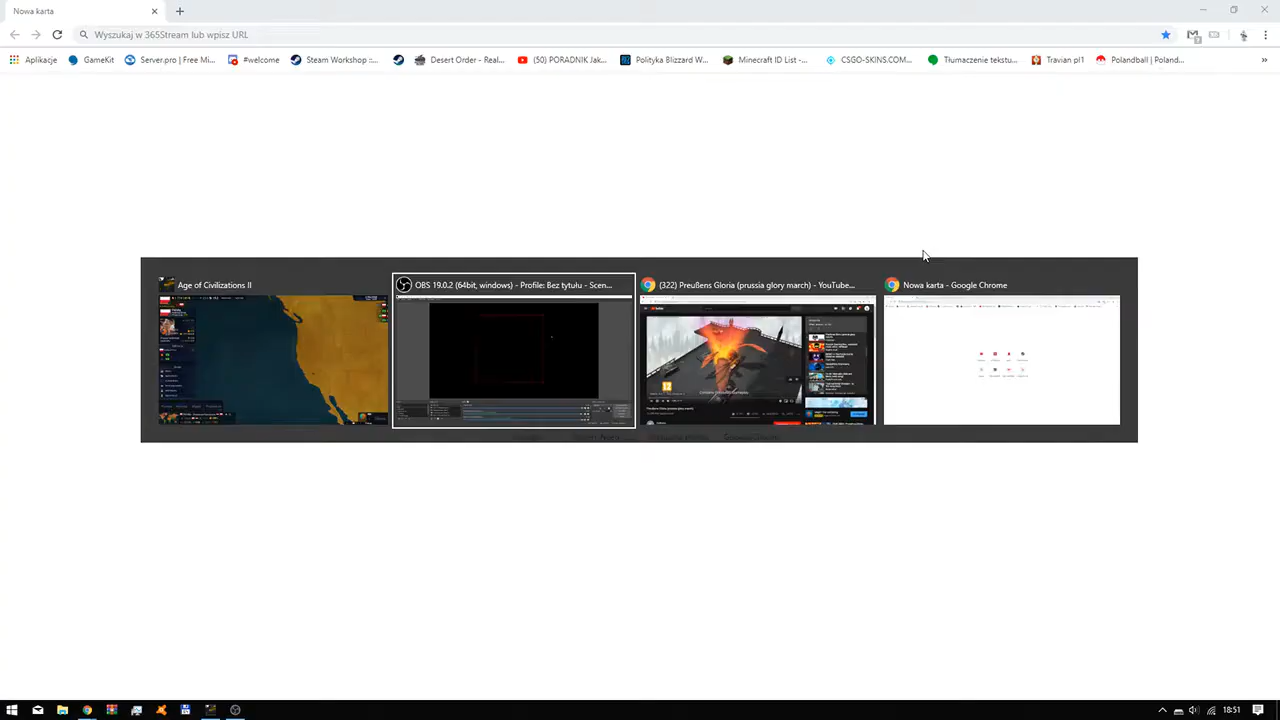 Nowa karta
Wyszukaj w 365Stream lub wpisz URL
Aplikacje
GameKit
Server.pro | Free Mi...
#welcome
Steam Workshop ::...
Desert Order - Real...
(50) PORADNIK Jak...
Polityka Blizzard W...
Minecraft ID List -...
CSGO-SKINS.COM...
Tłumaczenie tekstu...
Travian pl1
Polandball | Poland...
»
Age of Civilizations II
OBS 19.0.2 (64bit, windows) - Profile: Bez tytułu - Scen...
(322) Preußens Gloria (prussia glory march) - YouTube...
Nowa karta - Google Chrome
12
18:51